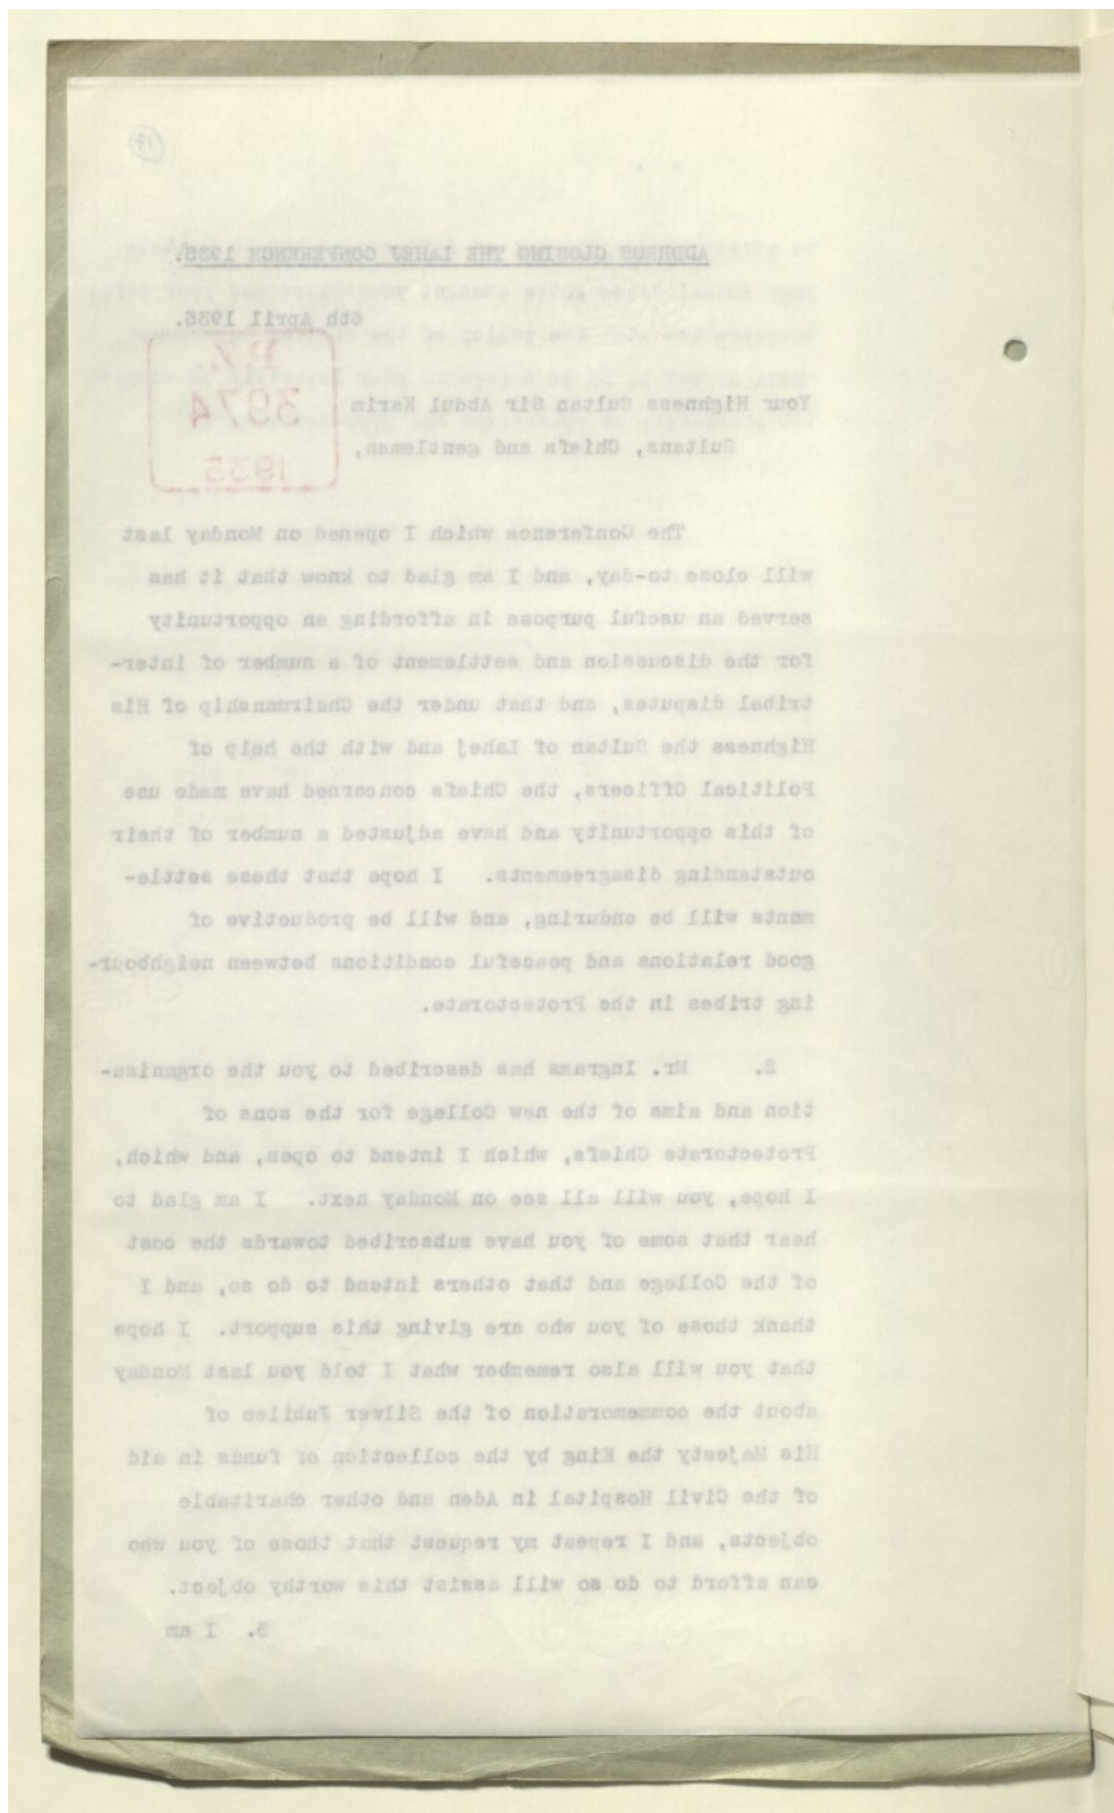 ADDRESS CLOSING THE LAHEJ CONFERENCE 1935.
6th April 1935.
P.Z.
3974
1935
Your Highness Sultan Sir Abdul Karim
Sultans, Chiefs and gentlemen,
The Conference which I opened on Monday last
will close to-day, and I am glad to know that it has
served an useful purpose in affording an opportunity
for the discussion and settlement of a number of inter-
tribal disputes, and that under the Chairmanship of His
Highness the Sultan of Lahej and with the help of
Political Officers, the Chiefs concerned have made use
of this opportunity and have adjusted a number of their
outstanding disagreements. I hope that these settle-
ments will be enduring, and will be productive of
good relations and peaceful conditions between neighbour-
ing tribes in the Protectorate.
2. Mr. Ingrams has described to you the organisa-
tion and aims of the new College for the sons of
Protectorate Chiefs, which I intend to open, and which,
I hope, you will all see on Monday next. I am glad to
hear that some of you have subscribed towards the cost
of the College and that others intend to do so, and I
thank those of you who are giving this support. I hope
that you will also remember what I told you last Monday
about the commemoration of the Silver Jubilee of
His Majesty the King by the collection of funds in aid
of the Civil Hospital in Aden and other charitable
objects, and I repeat my request that those of you who
can afford to do so will assist this worthy object.
3. I am